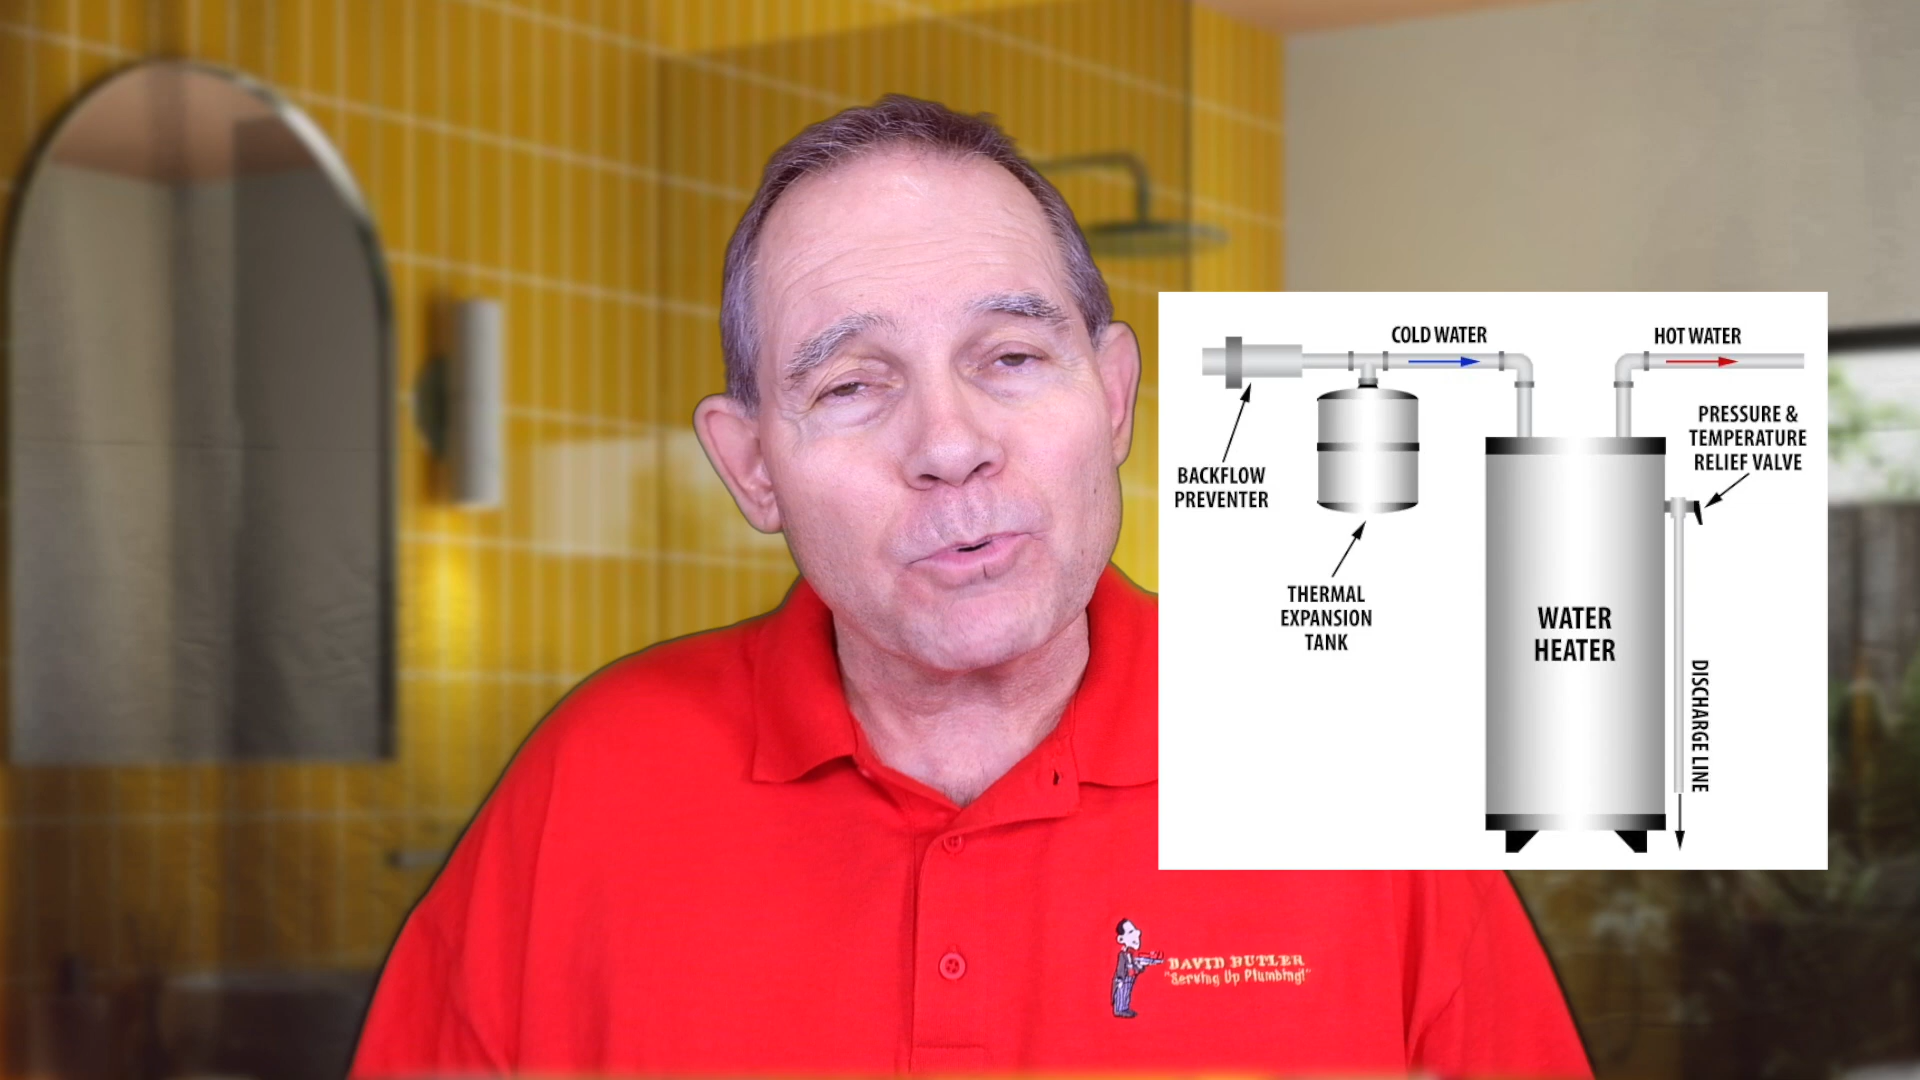 COLD WATER
HOT WATER
BACKFLOW
PREVENTER
PRESSURE &
TEMPERATURE
RELIEF VALVE
THERMAL
EXPANSION
TANK
WATER
HEATER
DISCHARGE LINE
DAVID BUTLER
"Serving Up Plumbing!"